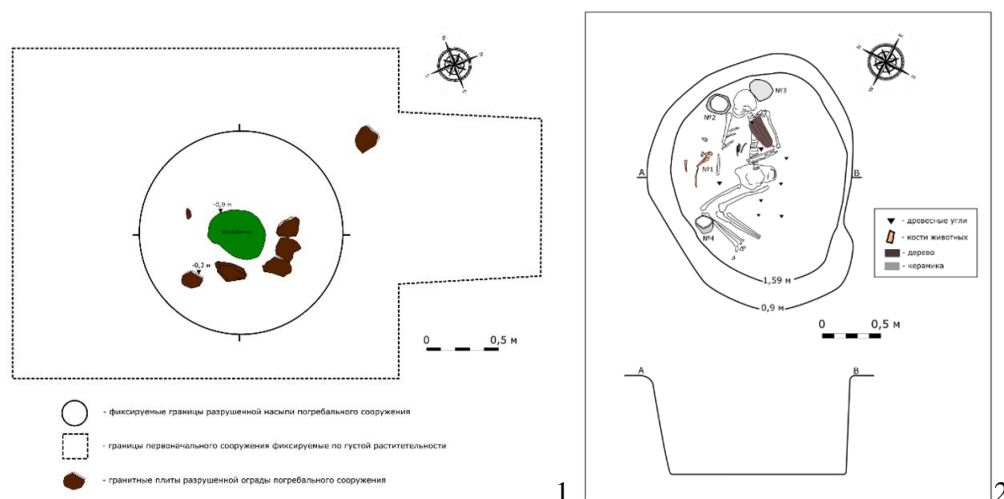 -0,9 м
-0,3 м
0 0,5 м
- фиксируемые границы разрушенной насыпи погребального сооружения
- границы первоначального сооружения фиксируемые по густой раститетельности
- гранитные плиты разрушенной ограды погребального сооружения
1
№3
№2
№1
№4
A
B
1,59 м
0,9 м
- древесные угли
- кости животных
- дерево
- керамика
0 0,5 м
A
B
2